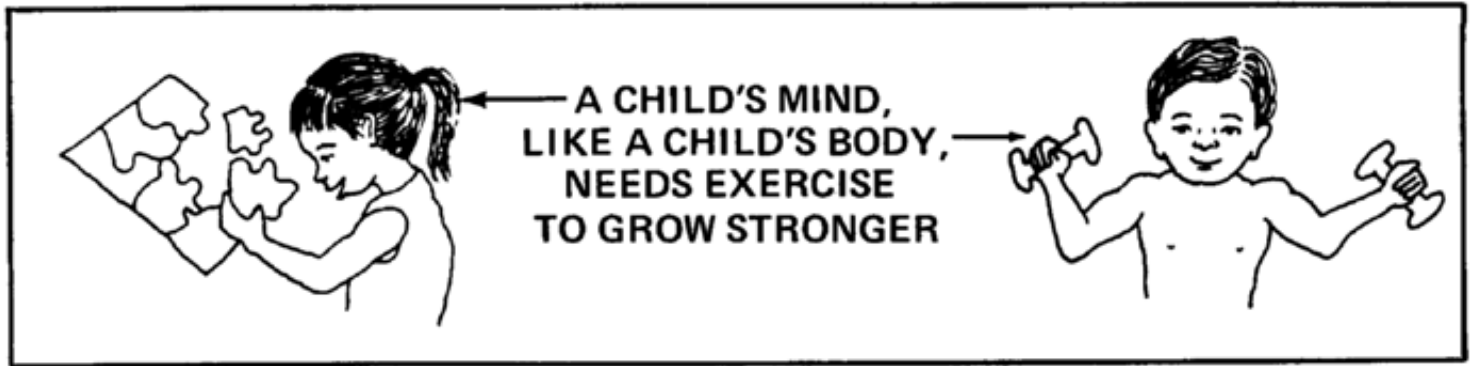 A CHILD'S MIND,
LIKE A CHILD'S BODY,
NEEDS EXERCISE
TO GROW STRONGER